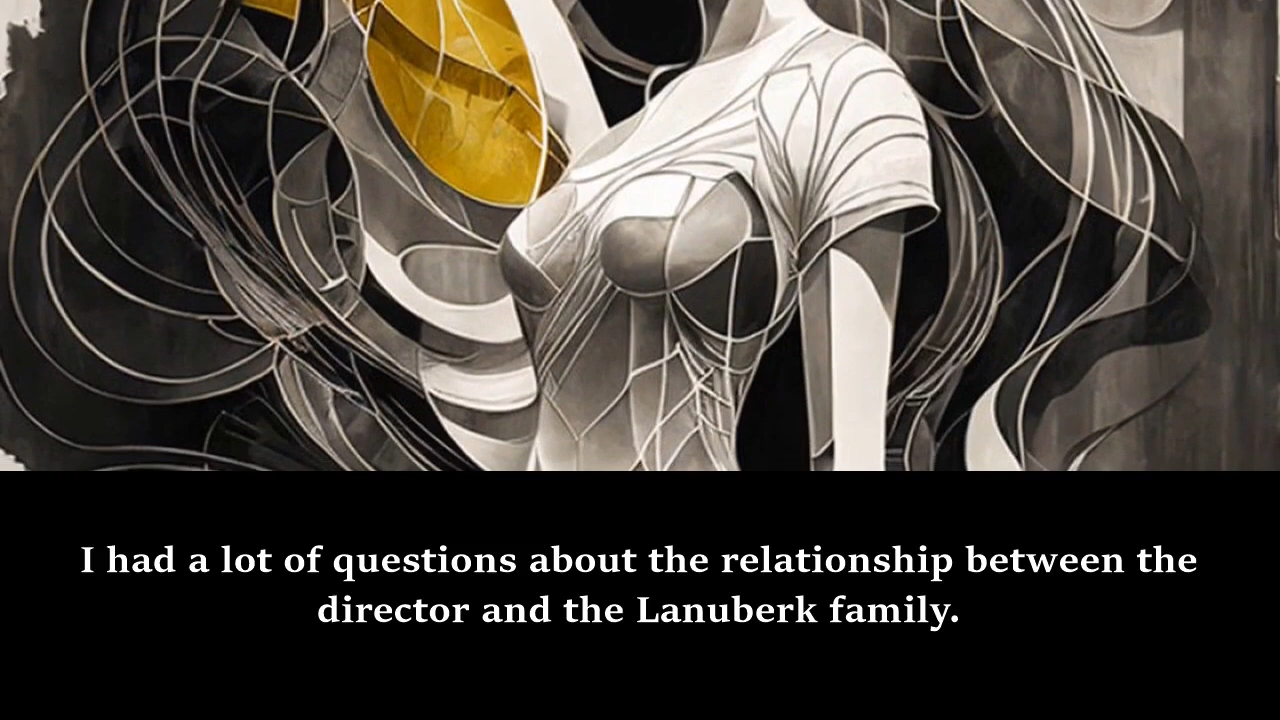 I had a lot of questions about the relationship between the
director and the Lanuberk family.